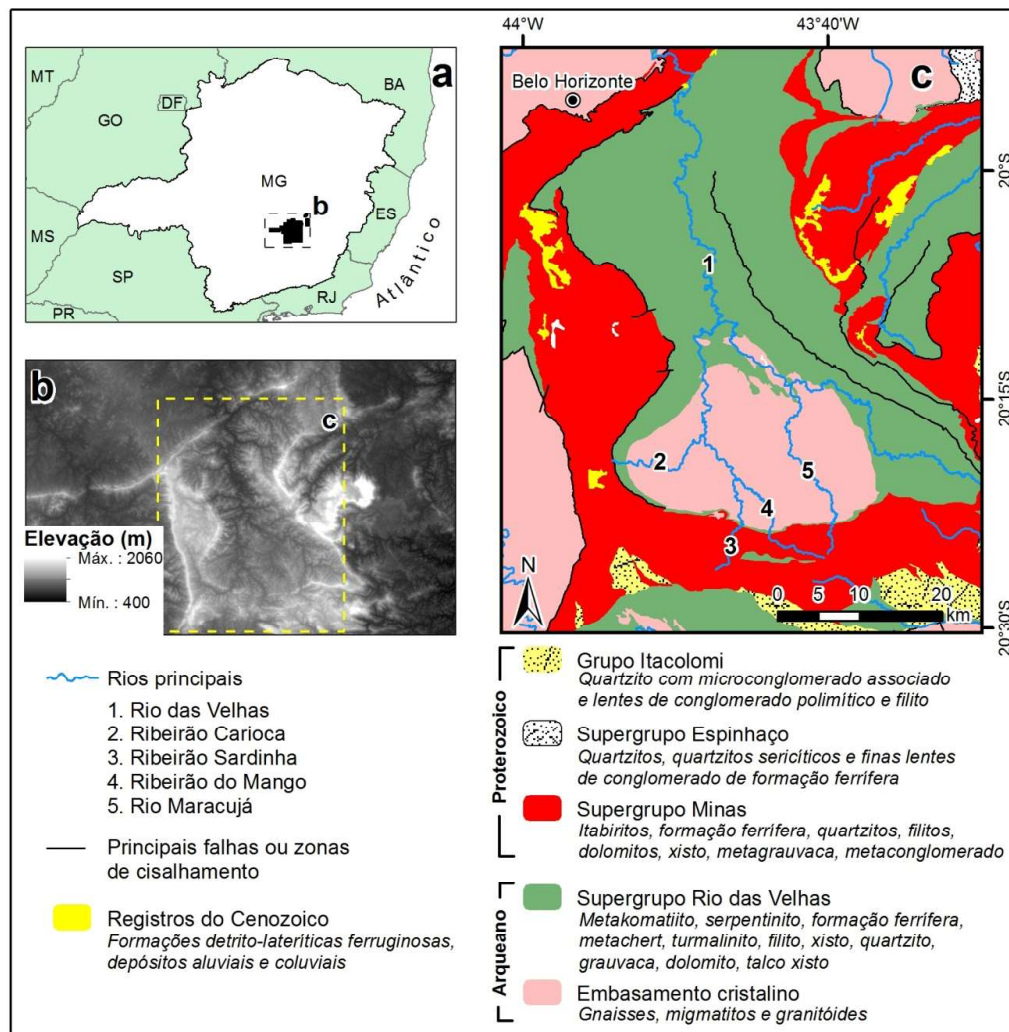 a
MT
BA
DF
GO
MG
b
ES
MS
SP
RJ
PR
Atlântico
b
c
Elevação (m)
Máx. : 2060
Mín. : 400
44°W
43°40'W
Belo Horizonte
C
20°S
1
20°15'S
2
5
4
3
N
0 5 10 20
km
20°30'S
Rios principais
1. Rio das Velhas
2. Ribeirão Carioca
3. Ribeirão Sardinha
4. Ribeirão do Mango
5. Rio Maracujá
Principais falhas ou zonas
de cisalhamento
Registros do Cenozoico
Formações detrito-lateríticas ferruginosas,
depósitos aluviais e coluviais
Proterozoico
Grupo Itacolomi
Quartzito com microconglomerado associado
e lentes de conglomerado polimítico e filito
Supergrupo Espinhaço
Quartzitos, quartzitos sericíticos e finas lentes
de conglomerado de formação ferrífera
Supergrupo Minas
Itabiritos, formação ferrífera, quartzitos, filitos,
dolomitos, xisto, metagrauvaca, metaconglomerado
Arqueano
Supergrupo Rio das Velhas
Metakomatiito, serpentinito, formação ferrífera,
metachert, turmalinito, filito, xisto, quartzito,
grauvaca, dolomito, talco xisto
Embasamento cristalino
Gnaisses, migmatitos e granitóides